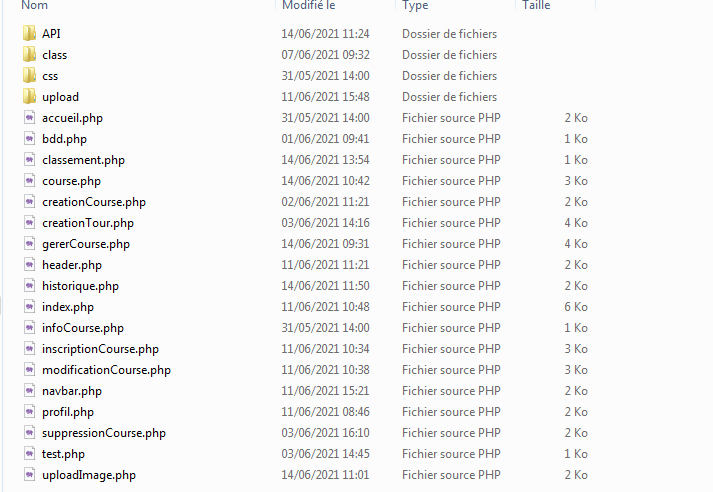 Nom Modifié le Type Taille
API 14/06/2021 11:24 Dossier de fichiers
class 07/06/2021 09:32 Dossier de fichiers
css 31/05/2021 14:00 Dossier de fichiers
upload 11/06/2021 15:48 Dossier de fichiers
accueil.php 31/05/2021 14:00 Fichier source PHP 2 Ko
bdd.php 01/06/2021 09:41 Fichier source PHP 1 Ko
classement.php 14/06/2021 13:54 Fichier source PHP 1 Ko
course.php 14/06/2021 10:42 Fichier source PHP 3 Ko
creationCourse.php 02/06/2021 11:21 Fichier source PHP 2 Ko
creationTour.php 03/06/2021 14:16 Fichier source PHP 4 Ko
gererCourse.php 14/06/2021 09:31 Fichier source PHP 4 Ko
header.php 11/06/2021 11:21 Fichier source PHP 2 Ko
historique.php 14/06/2021 11:50 Fichier source PHP 2 Ko
index.php 11/06/2021 10:48 Fichier source PHP 6 Ko
infoCourse.php 31/05/2021 14:00 Fichier source PHP 1 Ko
inscriptionCourse.php 11/06/2021 10:34 Fichier source PHP 3 Ko
modificationCourse.php 11/06/2021 10:38 Fichier source PHP 3 Ko
navbar.php 11/06/2021 15:21 Fichier source PHP 2 Ko
profil.php 11/06/2021 08:46 Fichier source PHP 2 Ko
suppressionCourse.php 03/06/2021 16:10 Fichier source PHP 2 Ko
test.php 03/06/2021 14:45 Fichier source PHP 1 Ko
uploadImage.php 14/06/2021 11:01 Fichier source PHP 2 Ko